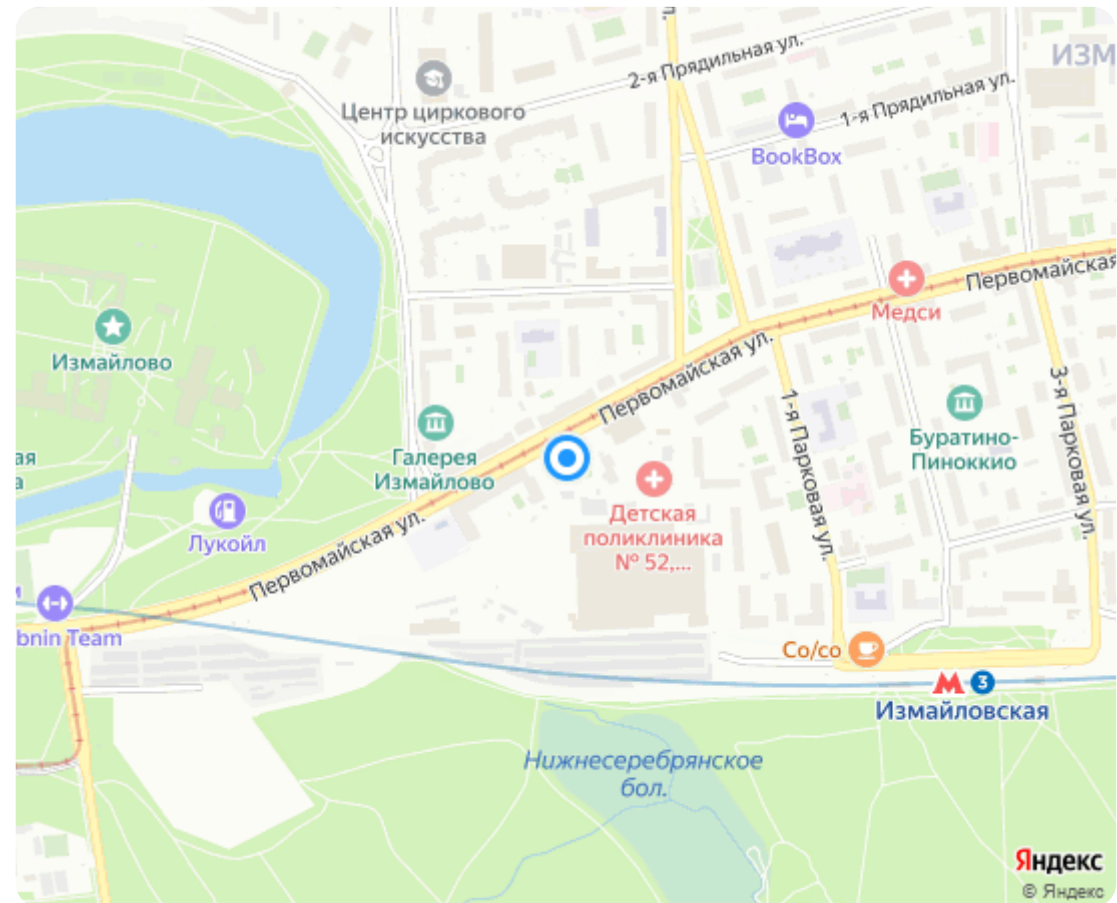 ул.
2-я Прядильная ул.
ИЗМ
Центр циркового
искусства
1-я Прядильная ул.
BookBox
Первомайская
Медси
Измайлово
Первомайская ул.
3-я Парковая ул.
1-я Парковая ул.
Буратино-
Пиноккио
Галерея
Измайлово
ая
а
Детская
поликлиника
№ 52,...
Лукойл
Первомайская ул.
bnin Team
Co/co
3
Измайловская
Нижнесеребрянское
бол.
Яндекс
© Яндекс